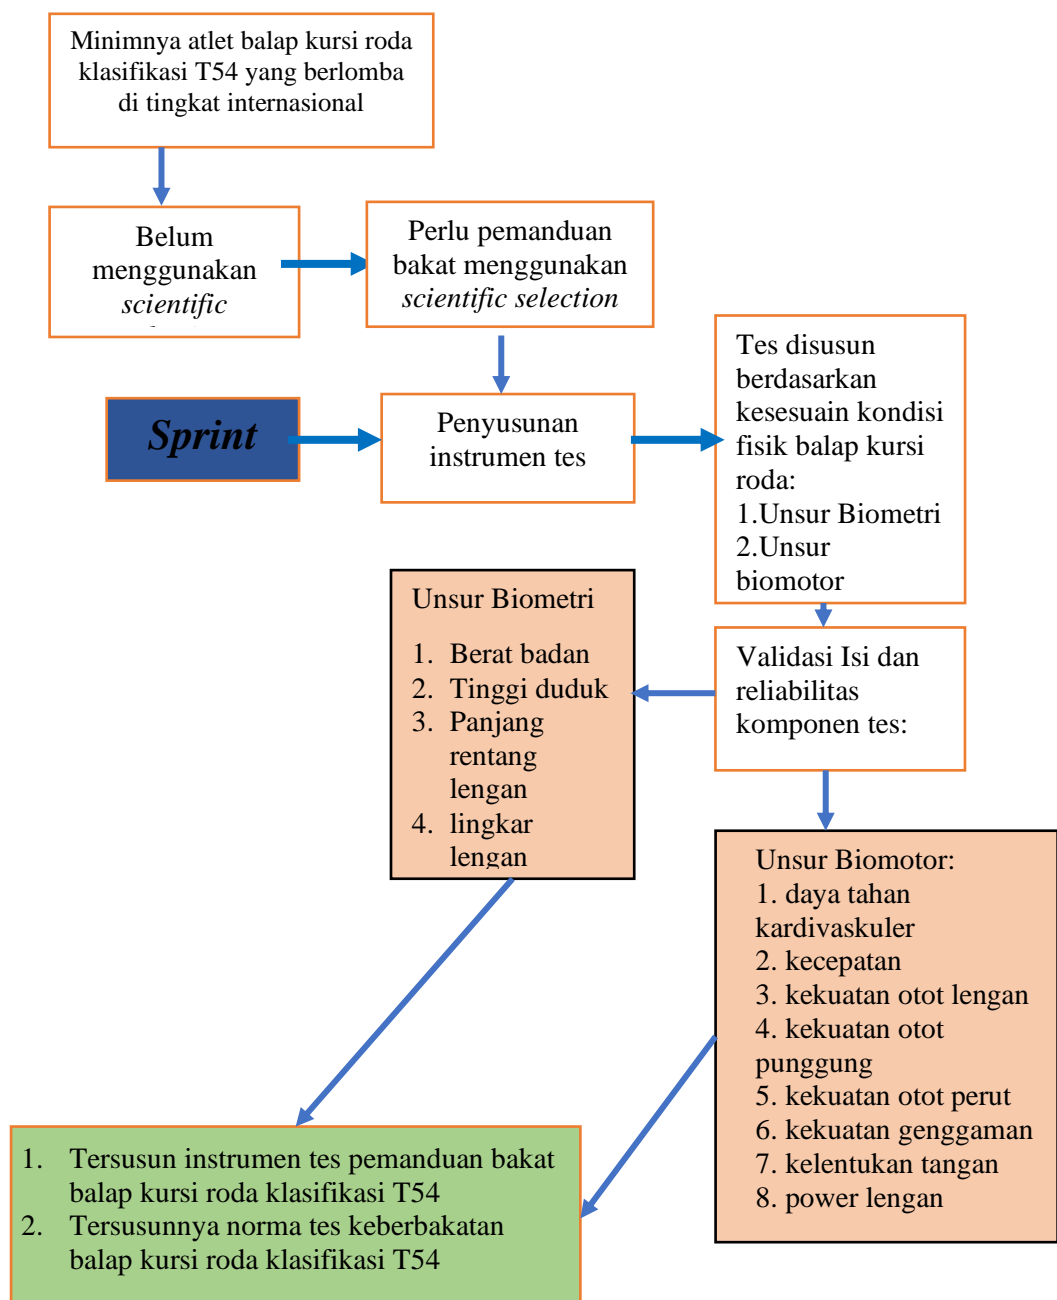 Minimnya atlet balap kursi roda
klasifikasi T54 yang berlomba
di tingkat internasional
Belum
menggunakan
scientific
Perlu pemanduan
bakat menggunakan
scientific selection
Sprint
Penyusunan
instrumen tes
Tes disusun
berdasarkan
kesesuain kondisi
fisik balap kursi
roda:
1.Unsur Biometri
2.Unsur
biomotor
Unsur Biometri
1. Berat badan
2. Tinggi duduk
3. Panjang
rentang
lengan
4. lingkar
lengan
Validasi Isi dan
reliabilitas
komponen tes:
Unsur Biomotor:
1. daya tahan
kardivaskuler
2. kecepatan
3. kekuatan otot lengan
4. kekuatan otot
punggung
5. kekuatan otot perut
6. kekuatan genggaman
7. kelentukan tangan
8. power lengan
1. Tersusun instrumen tes pemanduan bakat
balap kursi roda klasifikasi T54
2. Tersusunnya norma tes keberbakatan
balap kursi roda klasifikasi T54